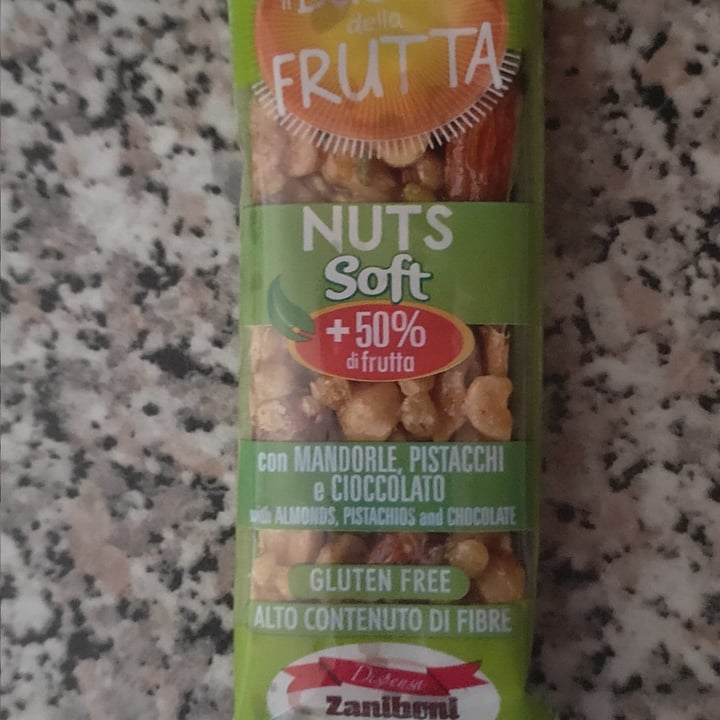 della
FRUTTA
NUTS
Soft
+50%
di frutta
con MANDORLE, PISTACCHI
e CIOCCOLATO
with ALMONDS, PISTACHIOS and CHOCOLATE
GLUTEN FREE
ALTO CONTENUTO DI FIBRE
Dispensa
Zaniboni